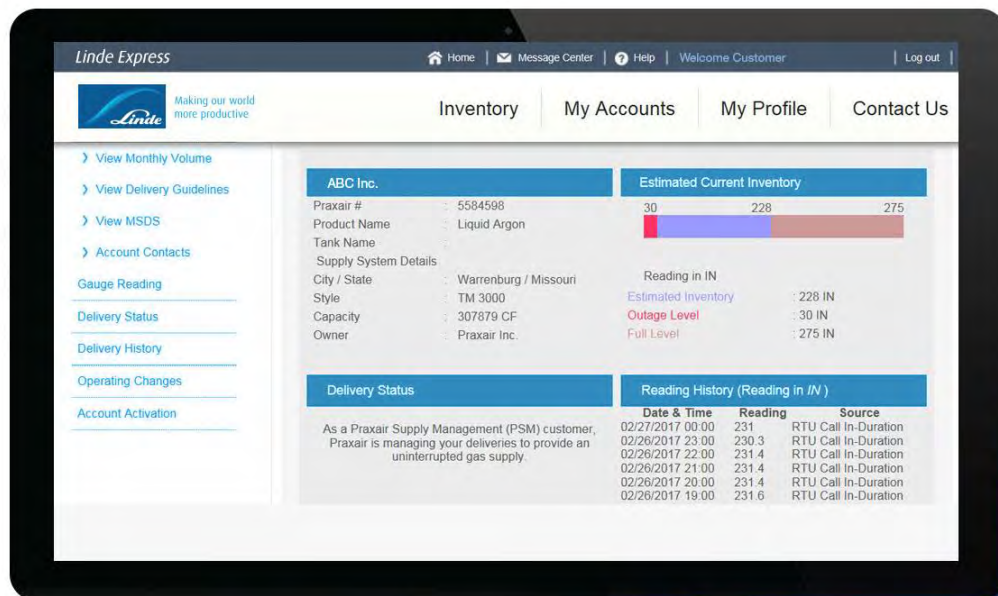 Linde Express
Home | Message Center | Help | Welcome Customer | Log out |
Linde
Making our world
more productive
Inventory
My Accounts
My Profile
Contact Us
View Monthly Volume
View Delivery Guidelines
View MSDS
Account Contacts
Gauge Reading
Delivery Status
Delivery History
Operating Changes
Account Activation
ABC Inc.
Praxair # : 5584598
Product Name : Liquid Argon
Tank Name :
Supply System Details
City / State : Warrenburg / Missouri
Style : TM 3000
Capacity : 307879 CF
Owner : Praxair Inc.
Estimated Current Inventory
30 228 275
Reading in IN
Estimated Inventory : 228 IN
Outage Level : 30 IN
Full Level : 275 IN
Delivery Status
As a Praxair Supply Management (PSM) customer,
Praxair is managing your deliveries to provide an
uninterrupted gas supply.
Reading History (Reading in IN )
Date & Time Reading Source
02/27/2017 00:00 231 RTU Call In-Duration
02/26/2017 23:00 230.3 RTU Call In-Duration
02/26/2017 22:00 231.4 RTU Call In-Duration
02/26/2017 21:00 231.4 RTU Call In-Duration
02/26/2017 20:00 231.4 RTU Call In-Duration
02/26/2017 19:00 231.6 RTU Call In-Duration